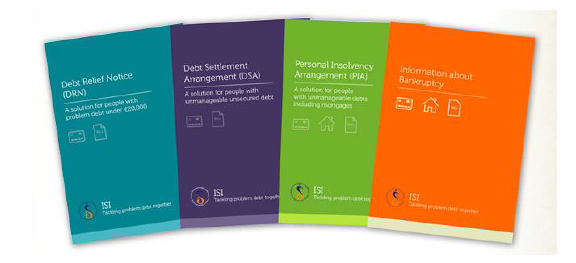 Debt Relief Notice
(DRN)
A solution for people with
problem debt under €20,000
ISI
Tackling problem debt together
Debt Settlement
Arrangement (DSA)
A solution for people with
unmanageable unsecured debt
ISI
Tackling problem debt togeth
Personal Insolvency
Arrangement (PIA)
A solution for people with
unmanageable debts
including mortgages
ISI
Tackling problem debt to
Information about
Bankruptcy
ISI
Tackling problem debt together